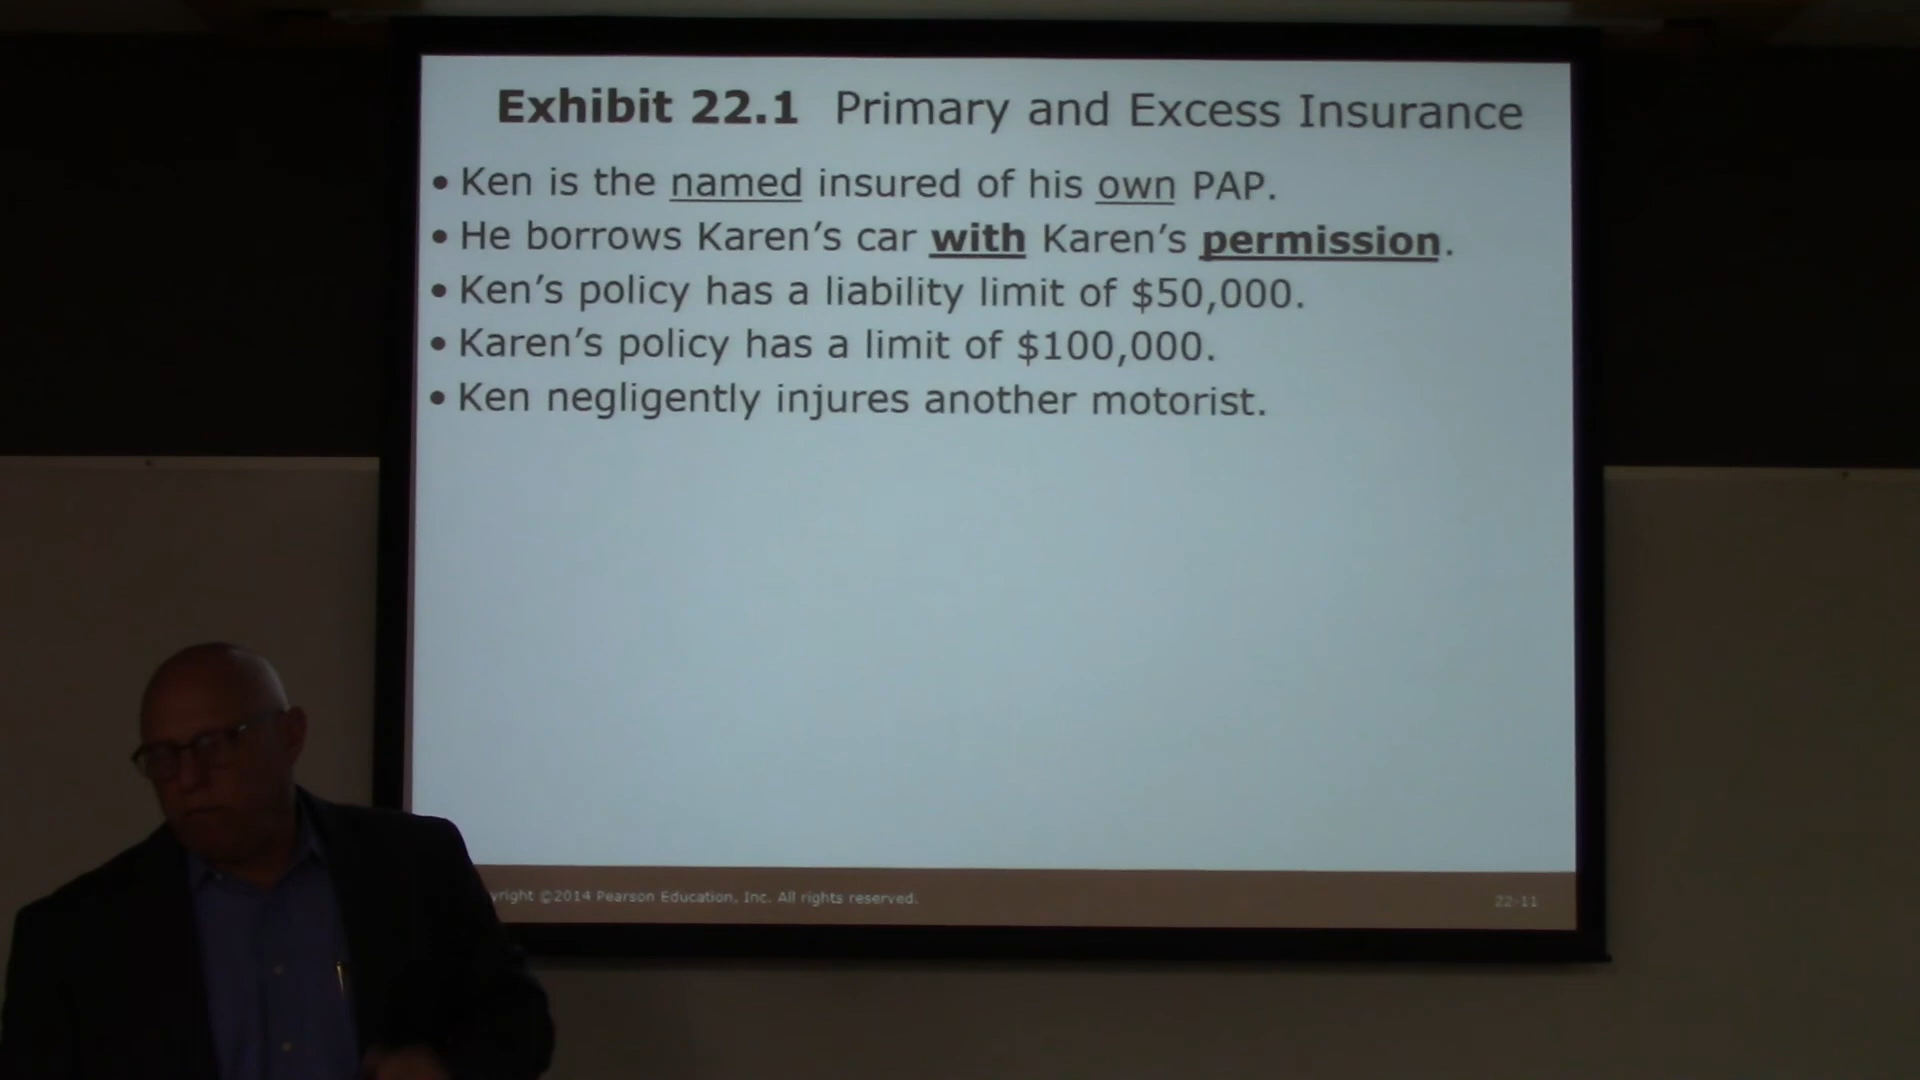 Exhibit 22.1 Primary and Excess Insurance
• Ken is the named insured of his own PAP.
• He borrows Karen's car with Karen's permission.
• Ken's policy has a liability limit of $50,000.
• Karen's policy has a limit of $100,000.
• Ken negligently injures another motorist.
yright ©2014 Pearson Education, Inc. All rights reserved.
22-11